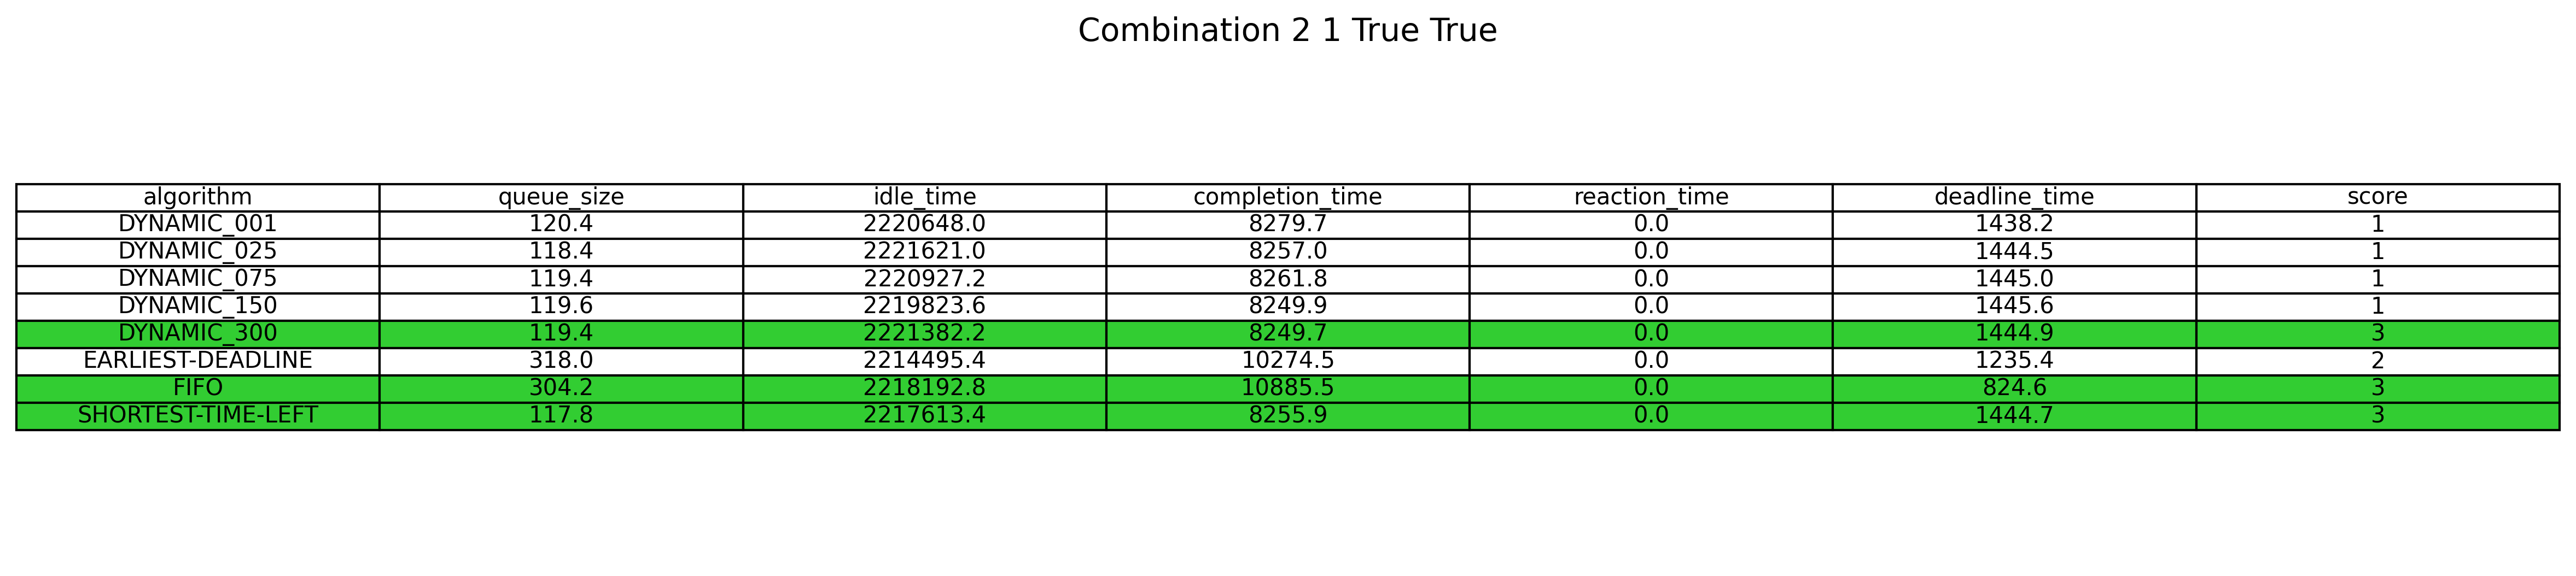 Combination 2 1 True True
algorithm queue_size idle_time completion_time reaction_time deadline_time score
DYNAMIC_001 120.4 2220648.0 8279.7 0.0 1438.2 1
DYNAMIC_025 118.4 2221621.0 8257.0 0.0 1444.5 1
DYNAMIC_075 119.4 2220927.2 8261.8 0.0 1445.0 1
DYNAMIC_150 119.6 2219823.6 8249.9 0.0 1445.6 1
DYNAMIC_300 119.4 2221382.2 8249.7 0.0 1444.9 3
EARLIEST-DEADLINE 318.0 2214495.4 10274.5 0.0 1235.4 2
FIFO 304.2 2218192.8 10885.5 0.0 824.6 3
SHORTEST-TIME-LEFT 117.8 2217613.4 8255.9 0.0 1444.7 3